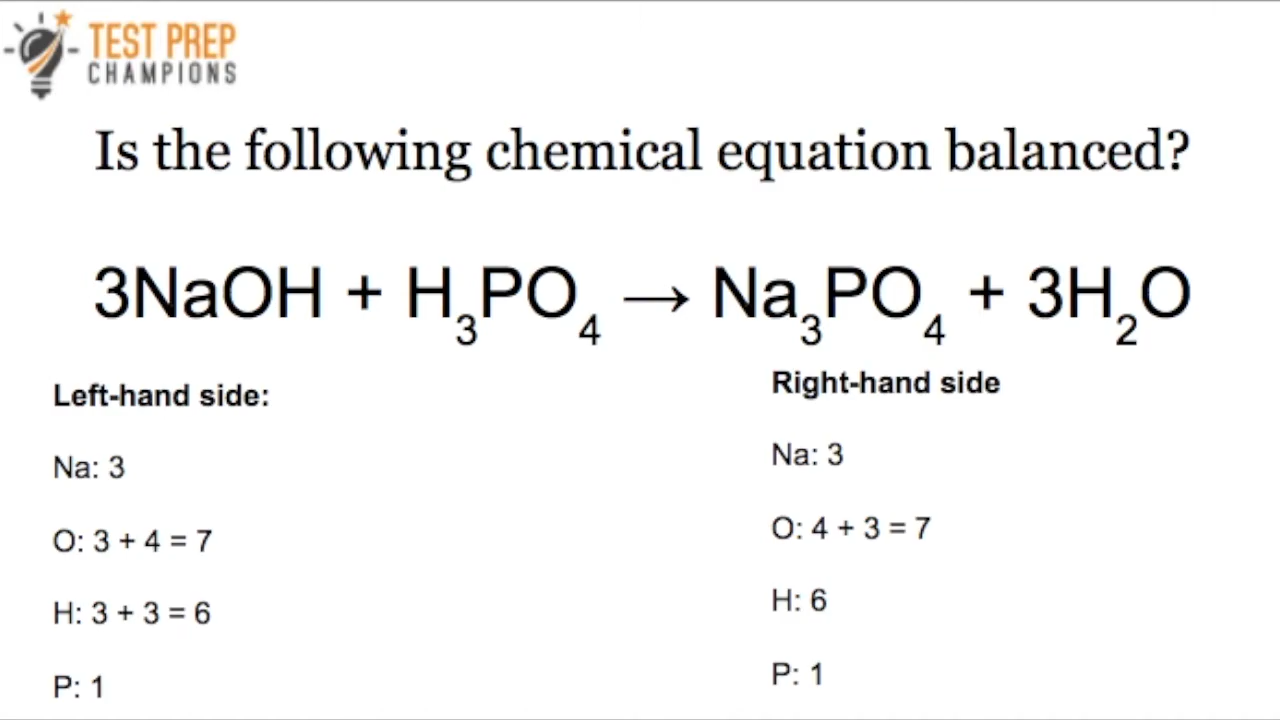 TEST PREP
CHAMPIONS
Is the following chemical equation balanced?
3NaOH + H₃PO₄ → Na₃PO₄ + 3H₂O
Left-hand side:
Na: 3
O: 3 + 4 = 7
H: 3 + 3 = 6
P: 1
Right-hand side
Na: 3
O: 4 + 3 = 7
H: 6
P: 1